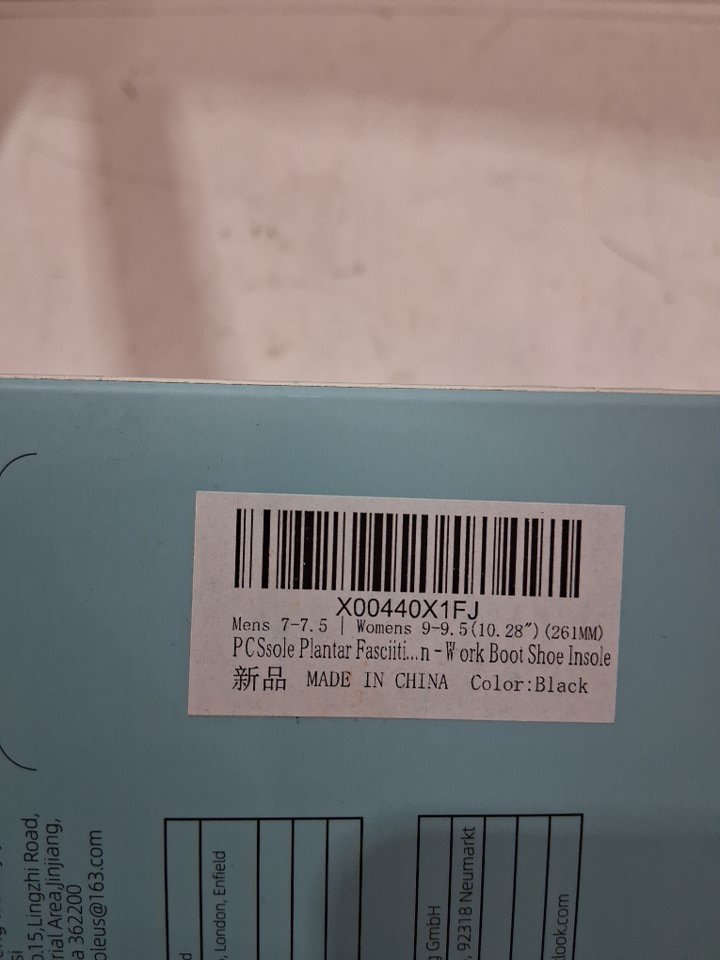 X00440X1FJ
Mens 7-7.5 | Womens 9-9.5(10.28")(261MM)
PCSsole Plantar Fasciiti...n - Work Boot Shoe Insole
新品 MADE IN CHINA Color:Black
15,Lingzhi Road,
Area,Jinjiang,
362200
@163.com
, London, Enfield
GmbH
, 92318 Neumarkt
look.com